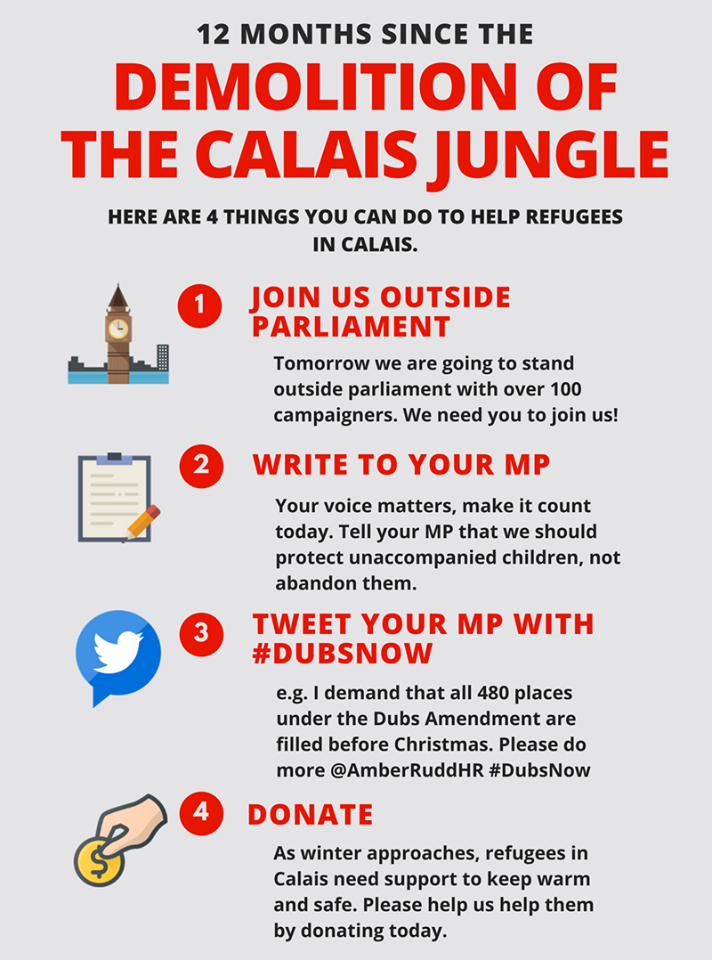 12 MONTHS SINCE THE
DEMOLITION OF
THE CALAIS JUNGLE
HERE ARE 4 THINGS YOU CAN DO TO HELP REFUGEES
IN CALAIS.
1
JOIN US OUTSIDE
PARLIAMENT
Tomorrow we are going to stand
outside parliament with over 100
campaigners. We need you to join us!
2
WRITE TO YOUR MP
Your voice matters, make it count
today. Tell your MP that we should
protect unaccompanied children, not
abandon them.
3
TWEET YOUR MP WITH
#DUBSNOW
e.g. I demand that all 480 places
under the Dubs Amendment are
filled before Christmas. Please do
more @AmberRuddHR #DubsNow
4
DONATE
$
As winter approaches, refugees in
Calais need support to keep warm
and safe. Please help us help them
by donating today.